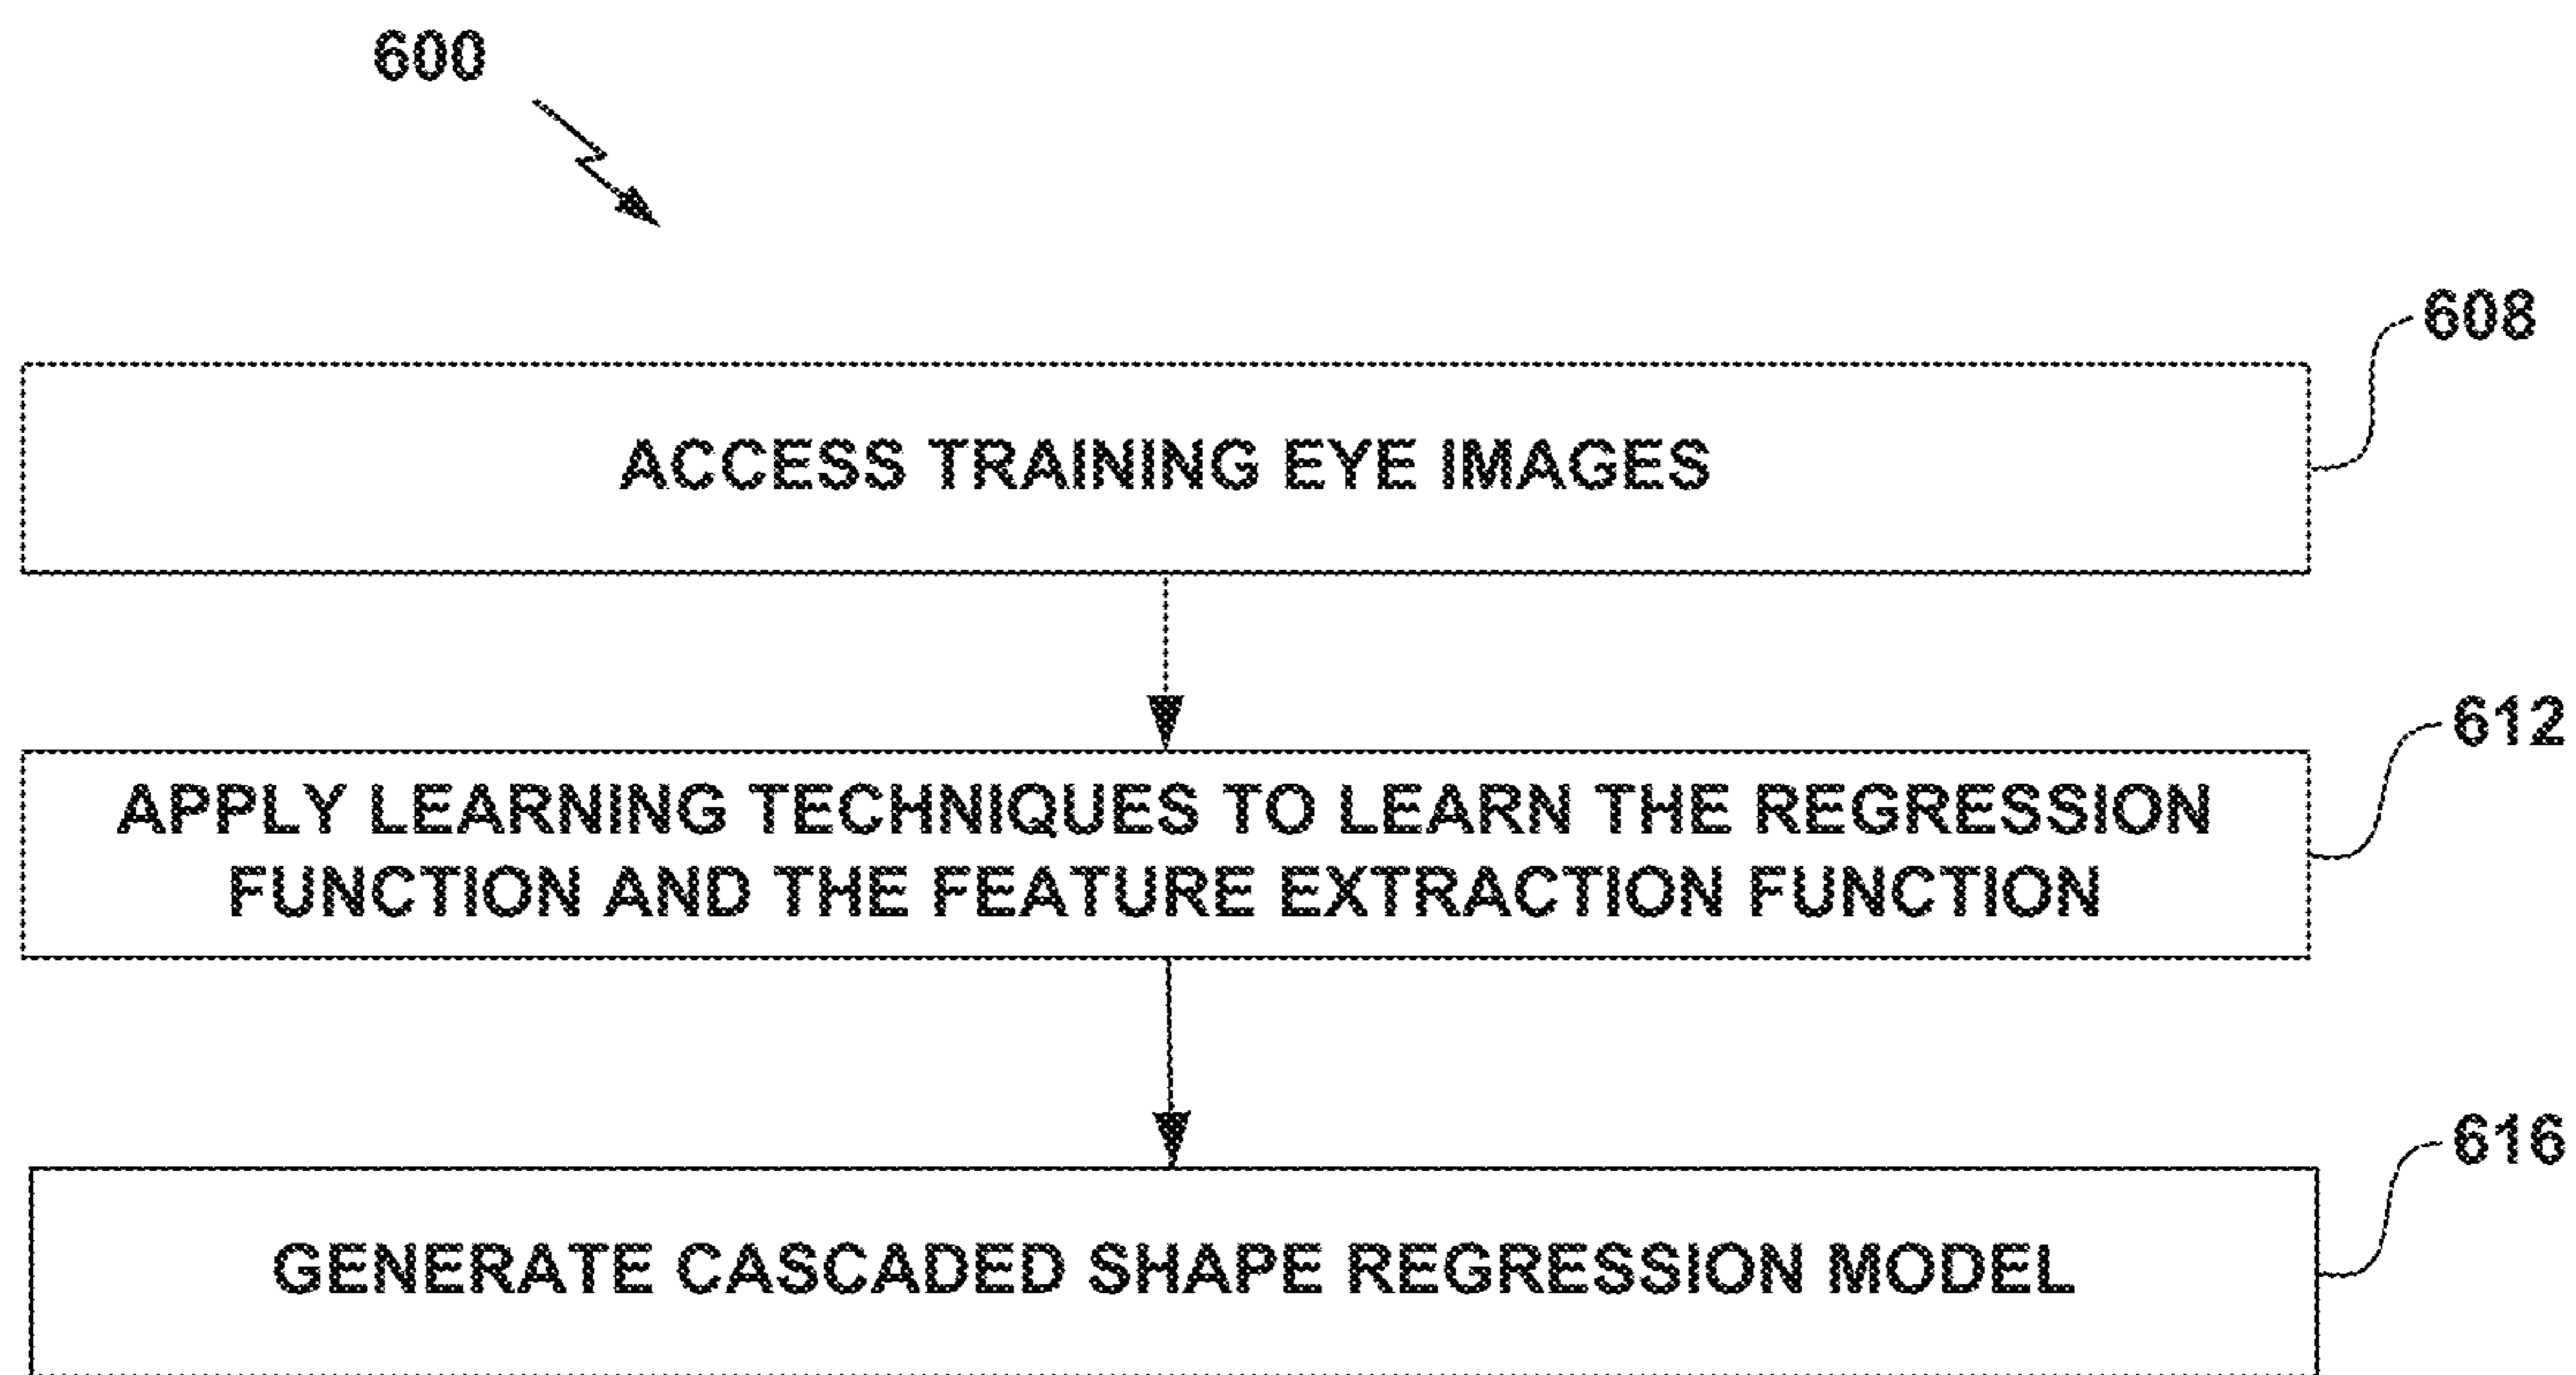 600
608
ACCESS TRAINING EYE IMAGES
612
APPLY LEARNING TECHNIQUES TO LEARN THE REGRESSION
FUNCTION AND THE FEATURE EXTRACTION FUNCTION
616
GENERATE CASCADED SHAPE REGRESSION MODEL